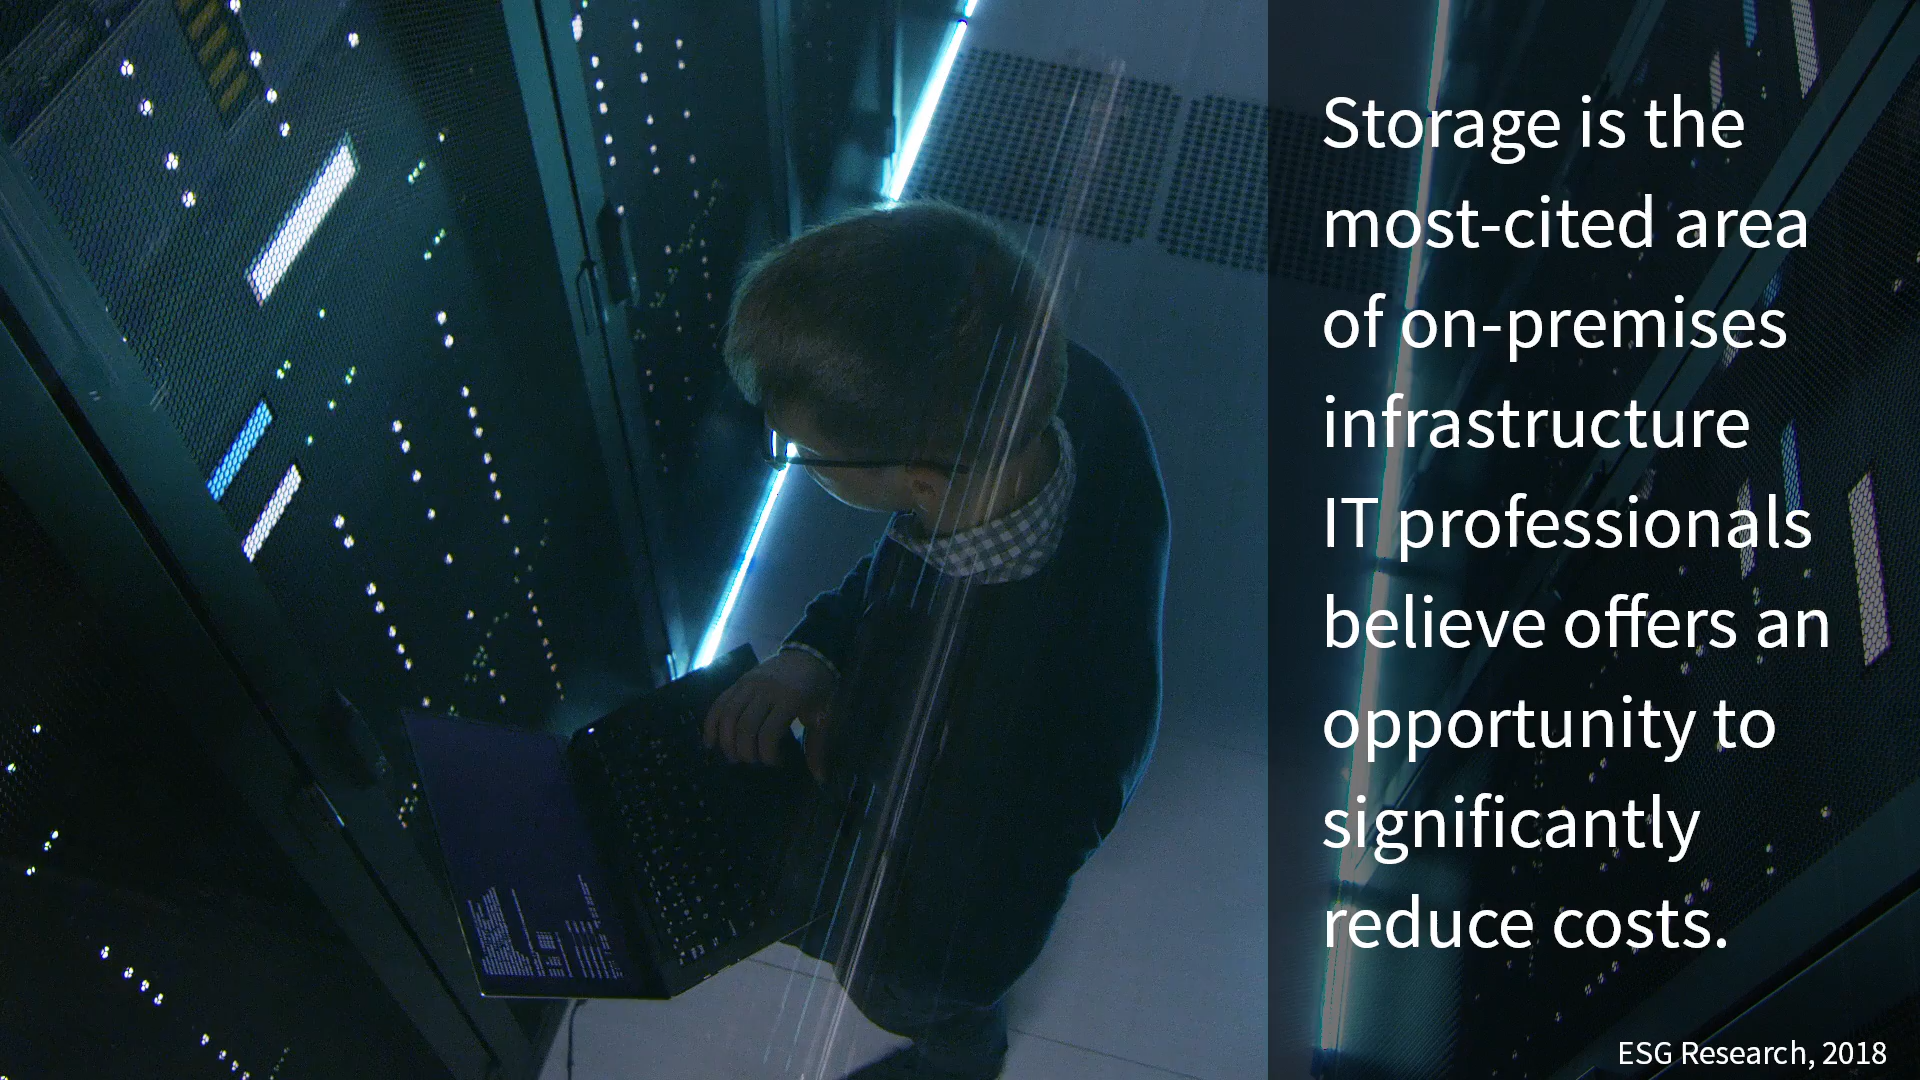 Storage is the
most-cited area
of on-premises
infrastructure
IT professionals
believe offers an
opportunity to
significantly
reduce costs.
ESG Research, 2018